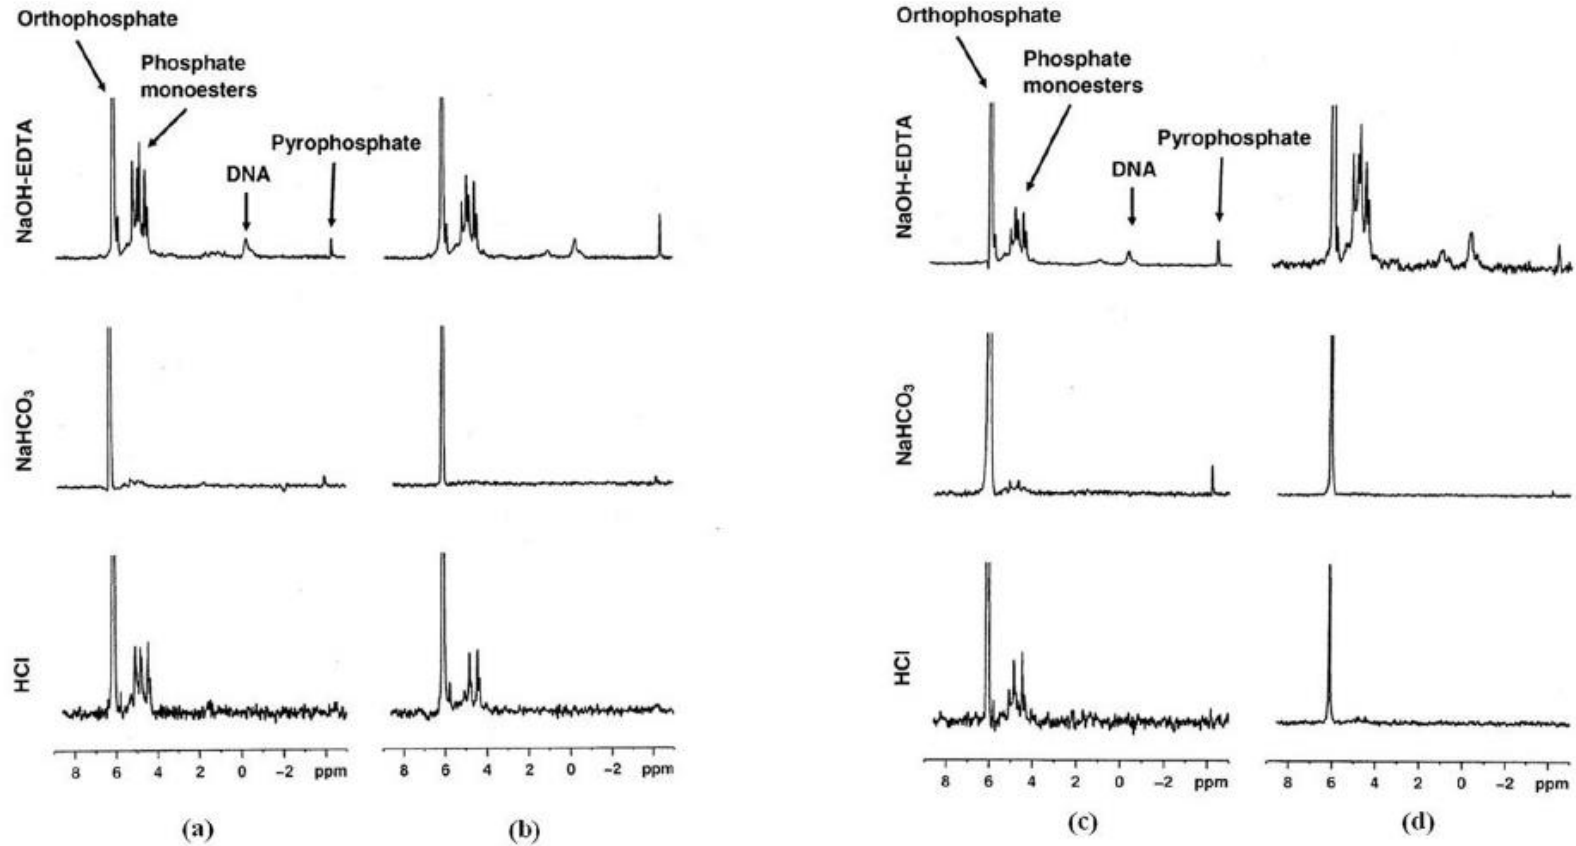 Orthophosphate
Phosphate
monoesters
Pyrophosphate
DNA
NaOH-EDTA
NaHCO₃
HCl
8 6 4 2 0 −2 ppm
8 6 4 2 0 −2 ppm
(a)
(b)
Orthophosphate
Phosphate
monoesters
Pyrophosphate
DNA
NaOH-EDTA
NaHCO₃
HCl
8 6 4 2 0 −2 ppm
8 6 4 2 0 −2 ppm
(c)
(d)